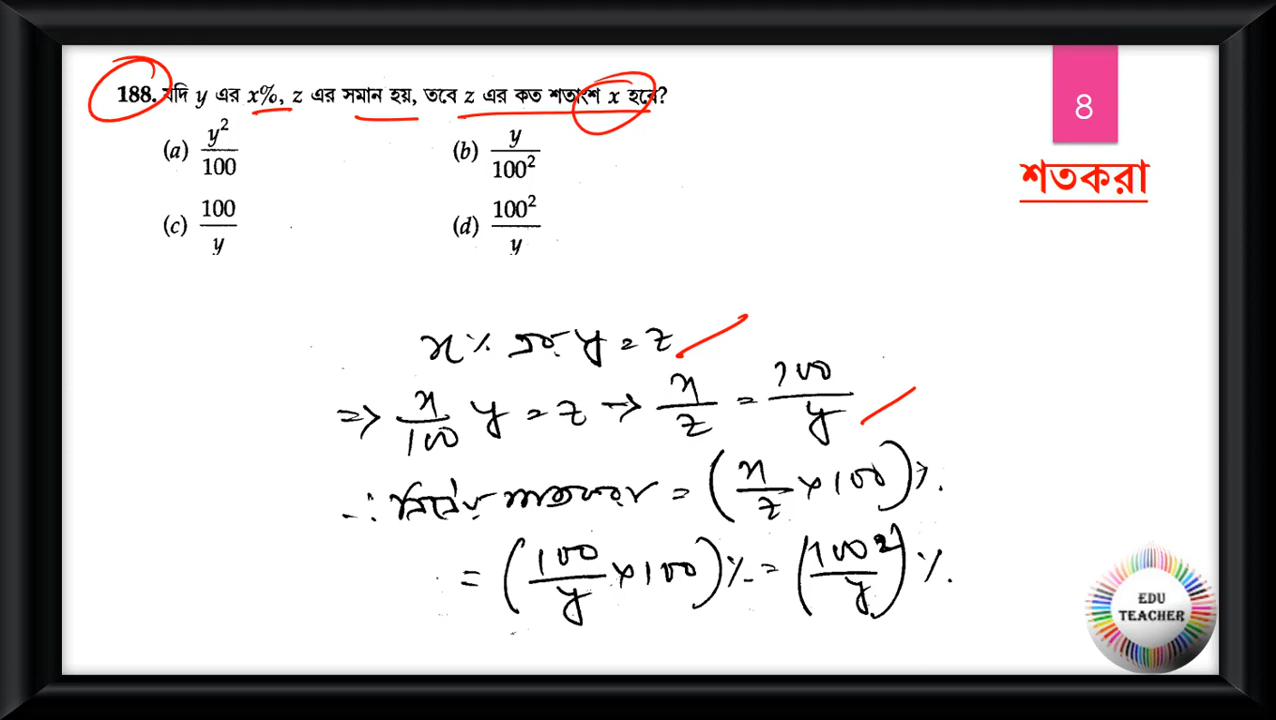 188. যদি y এর x%, z এর সমান হয়, তবে z এর কত শতাংশ x হবে?
(a) y²/100 (b) y/100²
(c) 100/y (d) 100²/y
8
শতকরা
x% এর y = z
=> x/100 y = z → x/z = 100/y
∴ নির্ণেয় শতকরা = (x/z × 100)%
= (100/y × 100)% = (100²/y)%
EDU
TEACHER